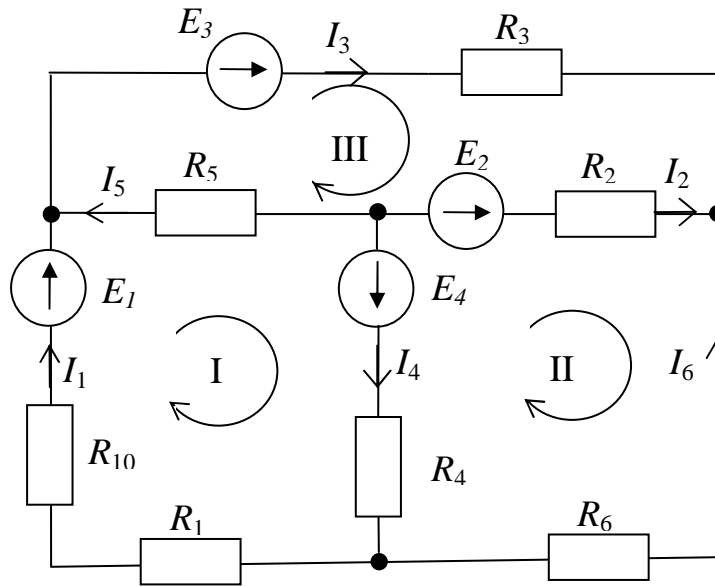 E3 I3 R3
III
I5 R5 E2 R2 I2
E1 E4
I1 I I4 II I6
R10 R4
R1 R6